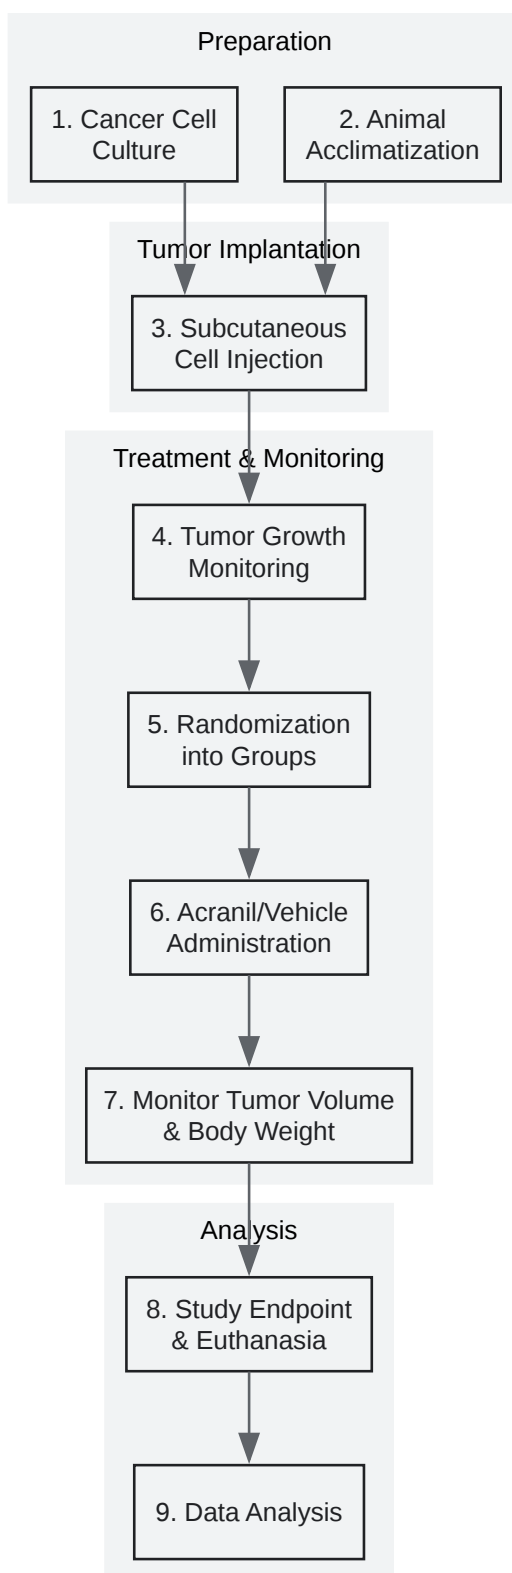 Preparation
1. Cancer Cell
Culture
2. Animal
Acclimatization
Tumor Implantation
3. Subcutaneous
Cell Injection
Treatment & Monitoring
4. Tumor Growth
Monitoring
5. Randomization
into Groups
6. Acranil/Vehicle
Administration
7. Monitor Tumor Volume
& Body Weight
Analysis
8. Study Endpoint
& Euthanasia
9. Data Analysis